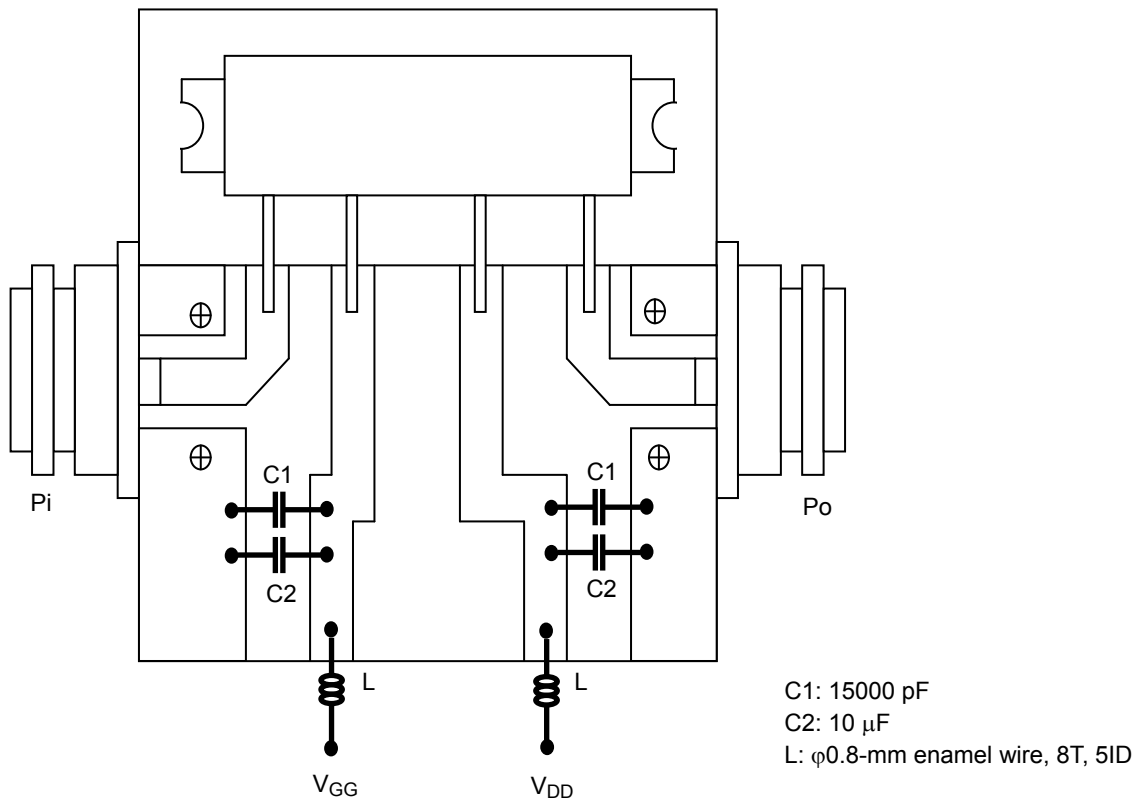 C1
C1
Pi
Po
C2
C2
L
L
C1: 15000 pF
C2: 10 μF
L: φ0.8-mm enamel wire, 8T, 5ID
VGG
VDD